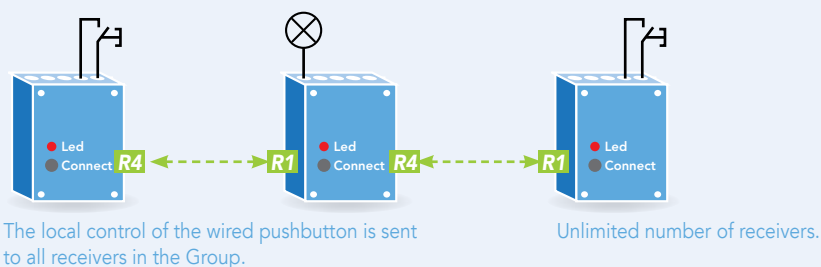 Led
Connect
R4
R1
Led
Connect
R4
R1
Led
Connect
The local control of the wired pushbutton is sent
to all receivers in the Group.
Unlimited number of receivers.